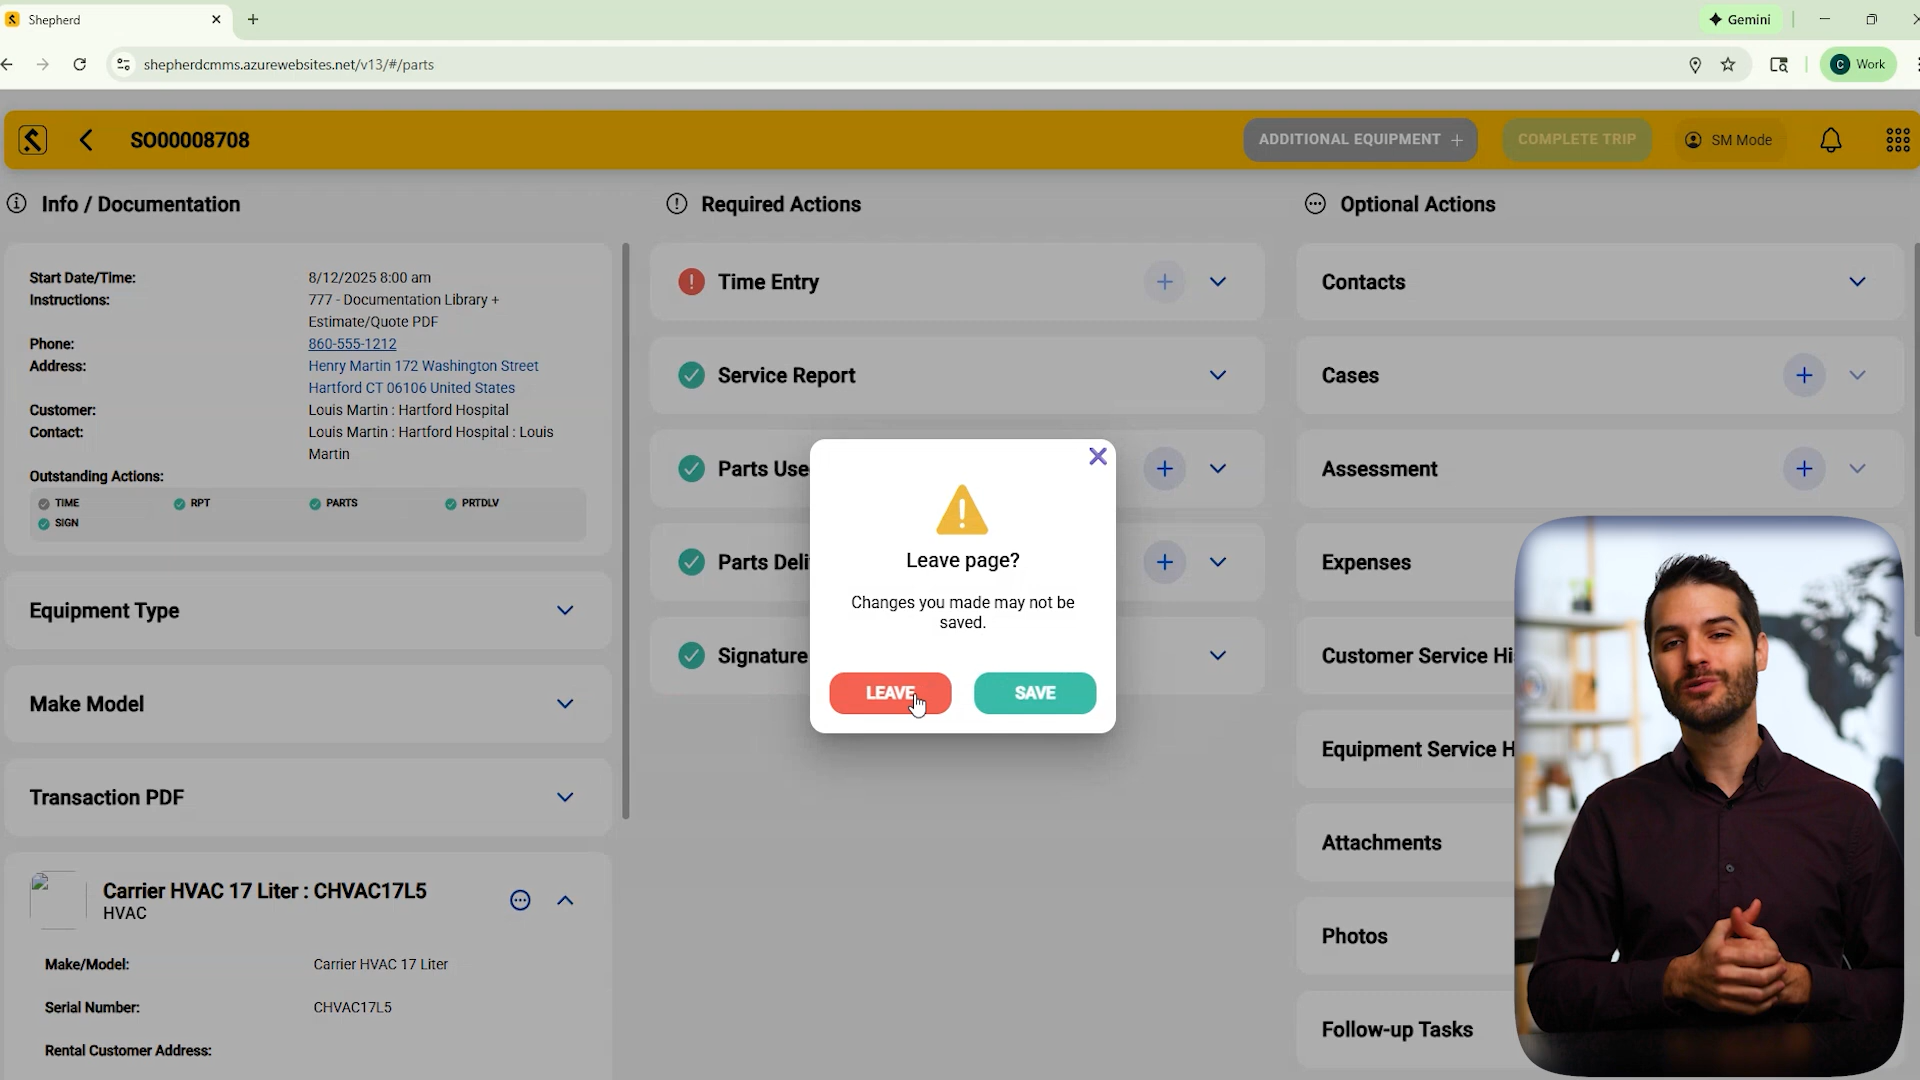 Shepherd
Gemini
shepherdcmms.azurewebsites.net/v13/#/parts
C
Work
SO00008708
ADDITIONAL EQUIPMENT +
COMPLETE TRIP
SM Mode
Info / Documentation
Start Date/Time: 8/12/2025 8:00 am
Instructions: 777 - Documentation Library +
Estimate/Quote PDF
Phone: 860-555-1212
Address: Henry Martin 172 Washington Street
Hartford CT 06106 United States
Customer: Louis Martin : Hartford Hospital
Contact: Louis Martin : Hartford Hospital : Louis
Martin
Outstanding Actions:
TIME RPT PARTS PRTDLV
SIGN
Equipment Type
Make Model
Transaction PDF
Carrier HVAC 17 Liter : CHVAC17L5
HVAC
Make/Model: Carrier HVAC 17 Liter
Serial Number: CHVAC17L5
Rental Customer Address:
Required Actions
Time Entry
Service Report
Parts Use
Parts Deli
Signature
Leave page?
Changes you made may not be
saved.
LEAVE
SAVE
Optional Actions
Contacts
Cases
Assessment
Expenses
Customer Service Hi
Equipment Service H
Attachments
Photos
Follow-up Tasks